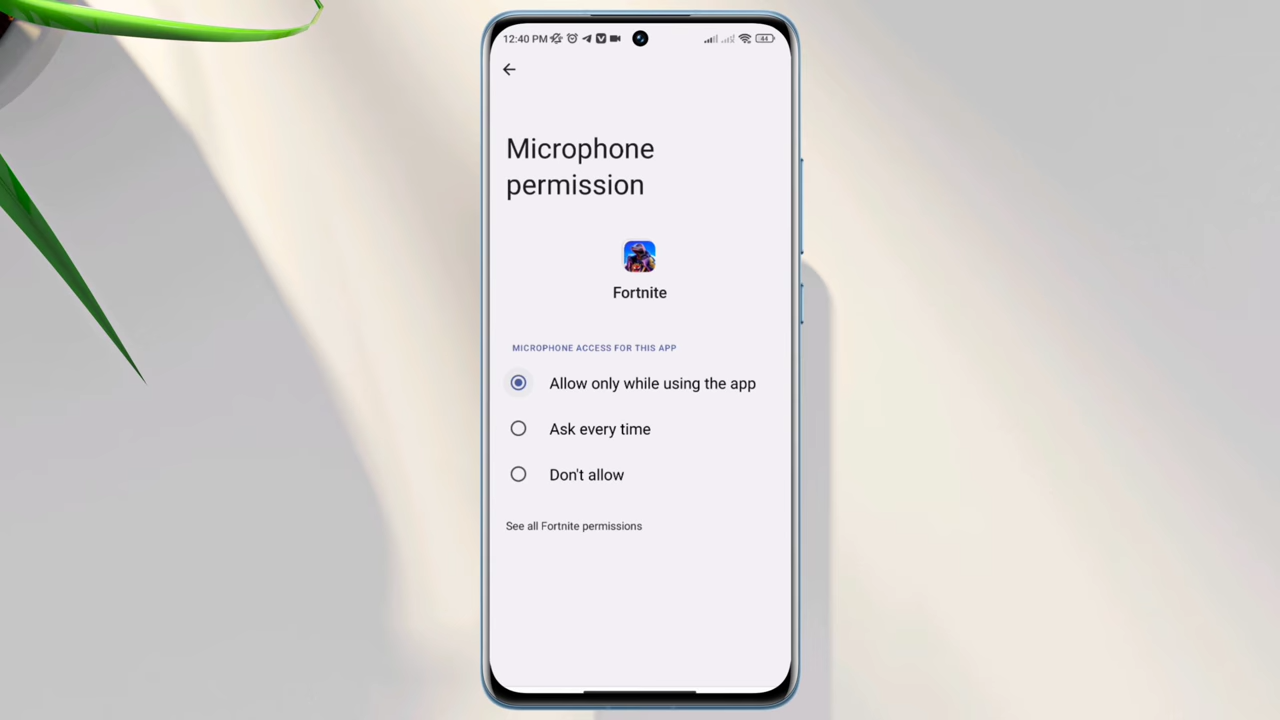 12:40 PM
44
Microphone
permission
Fortnite
MICROPHONE ACCESS FOR THIS APP
Allow only while using the app
Ask every time
Don't allow
See all Fortnite permissions